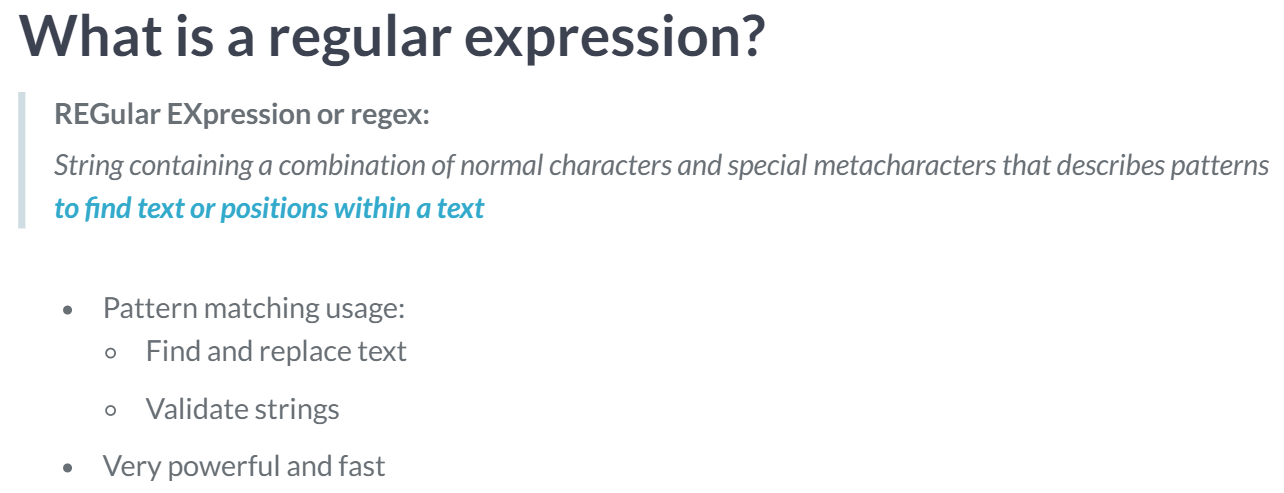 What is a regular expression?
REGular EXpression or regex:
String containing a combination of normal characters and special metacharacters that describes patterns
to find text or positions within a text
• Pattern matching usage:
○ Find and replace text
○ Validate strings
• Very powerful and fast